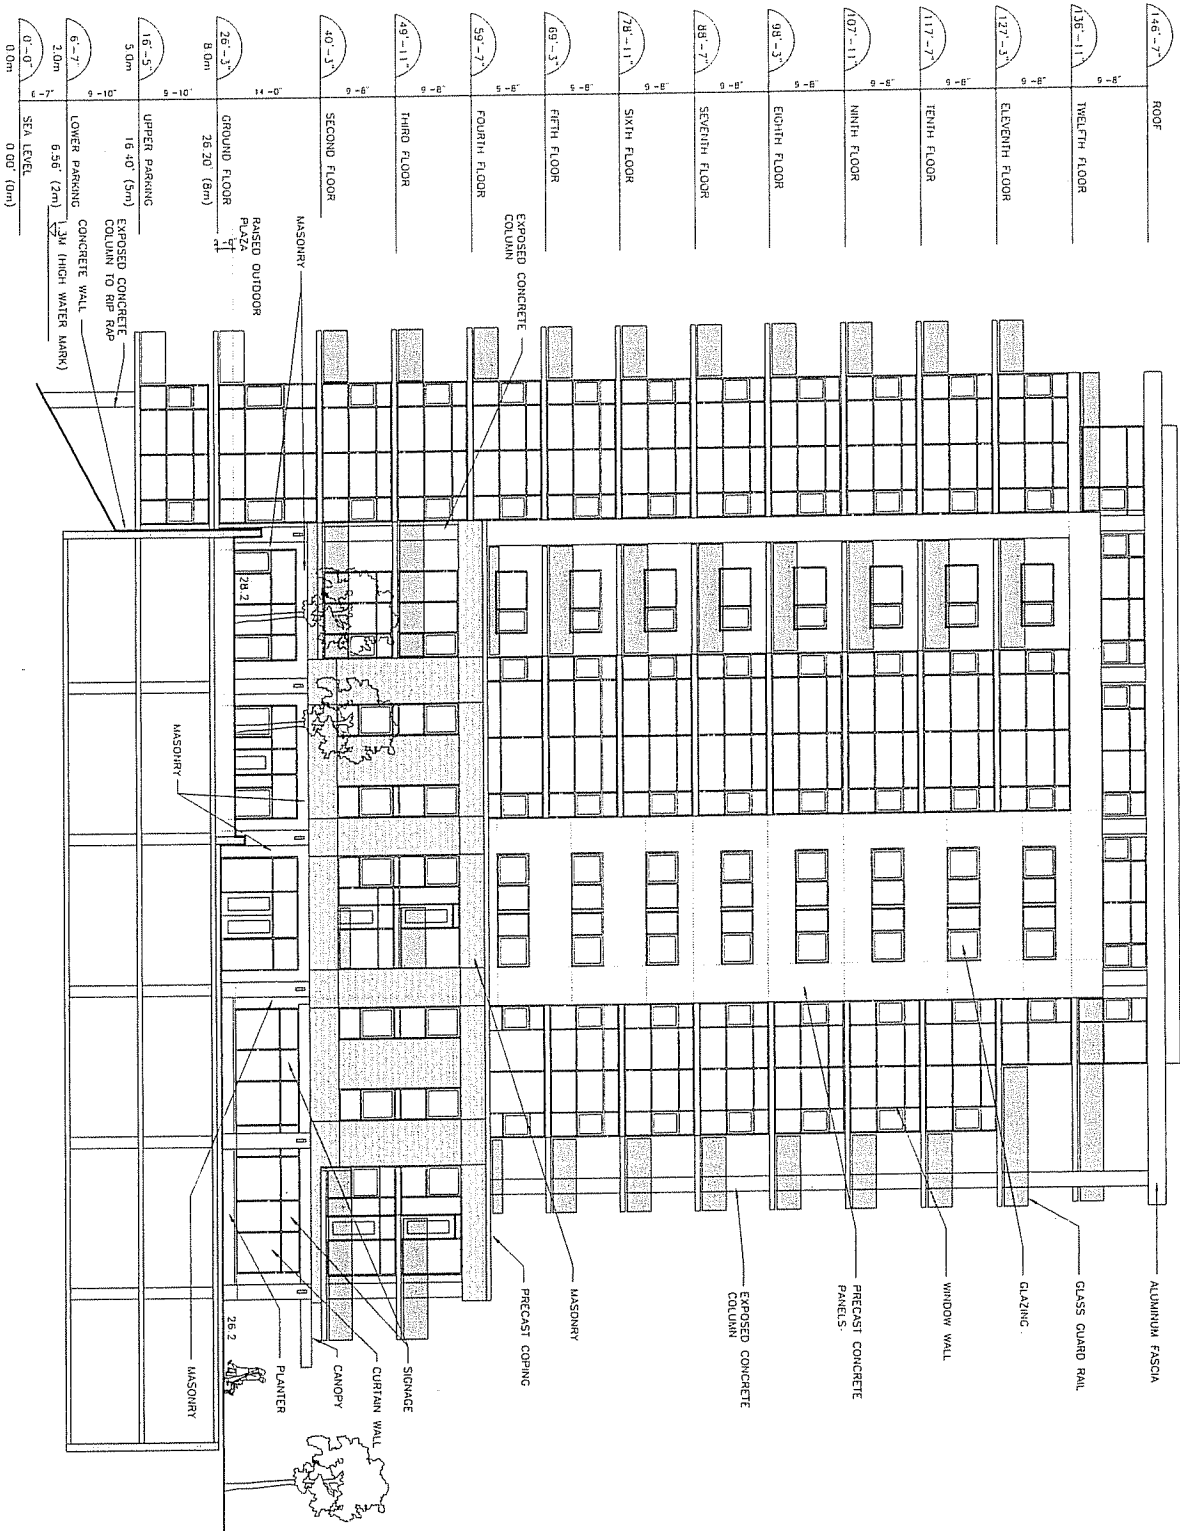 146'-7"
ROOF
9'-8"
136'-11"
TWELFTH FLOOR
9'-8"
127'-3"
ELEVENTH FLOOR
9'-8"
117'-7"
TENTH FLOOR
9'-8"
107'-11"
NINTH FLOOR
9'-8"
98'-3"
EIGHTH FLOOR
9'-8"
88'-7"
SEVENTH FLOOR
9'-8"
78'-11"
SIXTH FLOOR
9'-8"
69'-3"
FIFTH FLOOR
9'-8"
59'-7"
FOURTH FLOOR
9'-8"
49'-11"
THIRD FLOOR
9'-8"
40'-3"
SECOND FLOOR
14'-0"
26'-3"
8.0m
GROUND FLOOR
26.20' (8m)
9'-10"
16'-5"
5.0m
UPPER PARKING
16.40' (5m)
9'-10"
6'-7"
2.0m
LOWER PARKING
6.56' (2m)
6'-7"
0'-0"
0.0m
SEA LEVEL
0.00' (0m)
EXPOSED CONCRETE
COLUMN
MASONRY
RAISED OUTDOOR
PLAZA
EXPOSED CONCRETE
COLUMN TO RIP RAP
CONCRETE WALL
1.3M (HIGH WATER MARK)
28.2
MASONRY
26.2
ALUMINUM FASCIA
GLASS GUARD RAIL
GLAZING
WINDOW WALL
PRECAST CONCRETE
PANELS
EXPOSED CONCRETE
COLUMN
MASONRY
PRECAST COPING
SIGNAGE
CURTAIN WALL
CANOPY
PLANTER
MASONRY